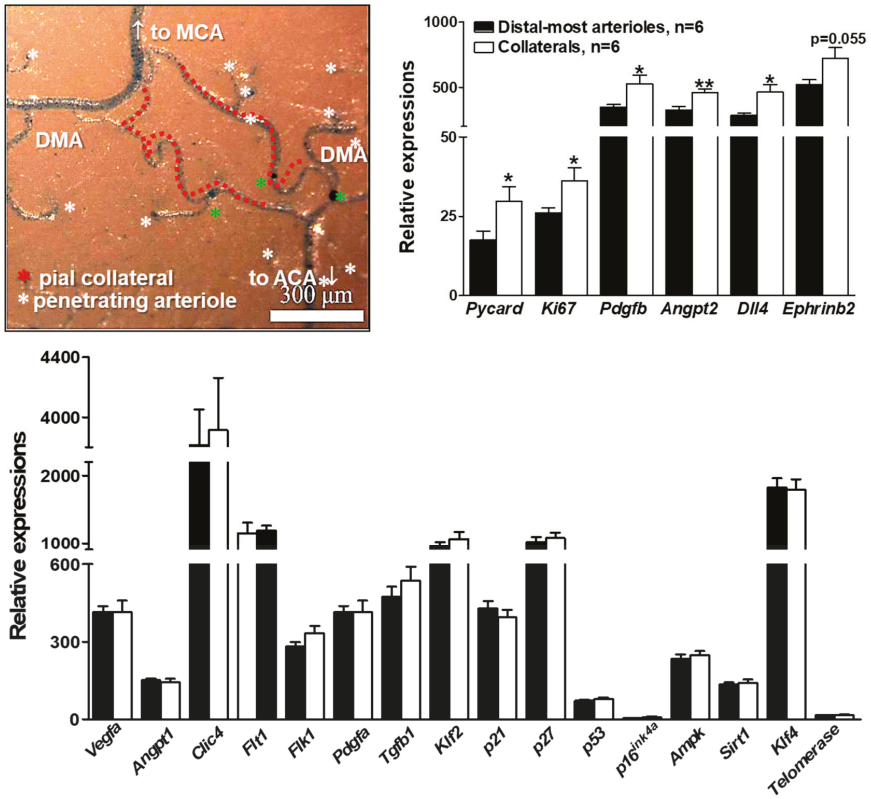 ↑ to MCA
DMA
DMA
to ACA↓
* pial collateral
* penetrating arteriole
300 µm
Relative expressions
1000
500
50
25
0
Distal-most arterioles, n=6
Collaterals, n=6
*
*
*
**
*
p=0.055
Pycard Ki67 Pdgfb Angpt2 Dll4 Ephrinb2
Relative expressions
4400
4000
2000
1000
600
300
0
Vegfa Angpt1 Clic4 Flt1 Flk1 Pdgfa Tgfb1 Klf2 p21 p27 p53 p16ink4a Ampk Sirt1 Klf4 Telomerase